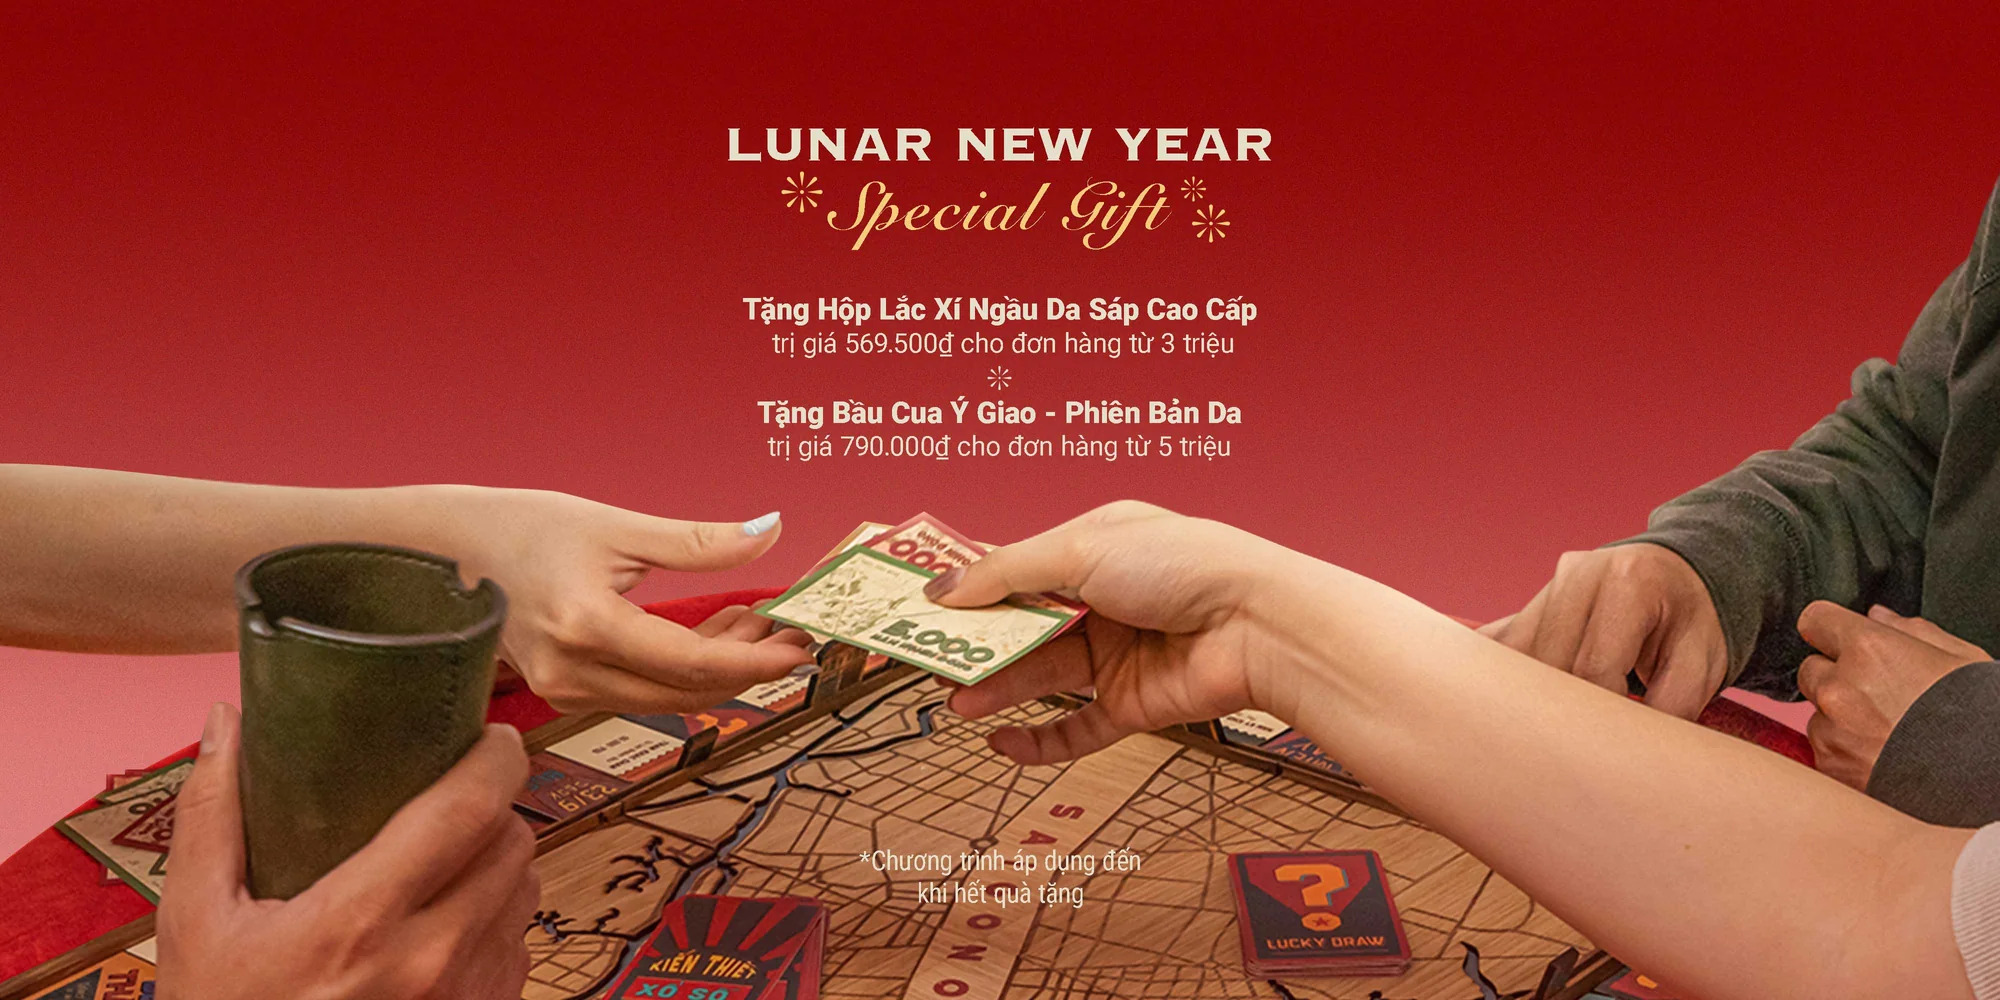 LUNAR NEW YEAR
Special Gift
Tặng Hộp Lắc Xí Ngầu Da Sáp Cao Cấp
trị giá 569.500₫ cho đơn hàng từ 3 triệu
Tặng Bầu Cua Ý Giao - Phiên Bản Da
trị giá 790.000₫ cho đơn hàng từ 5 triệu
5.000
NĂM NGHÌN ĐỒNG
*Chương trình áp dụng đến
khi hết quà tặng
LUCKY DRAW
KIẾN THIẾT
XỔ SỐ